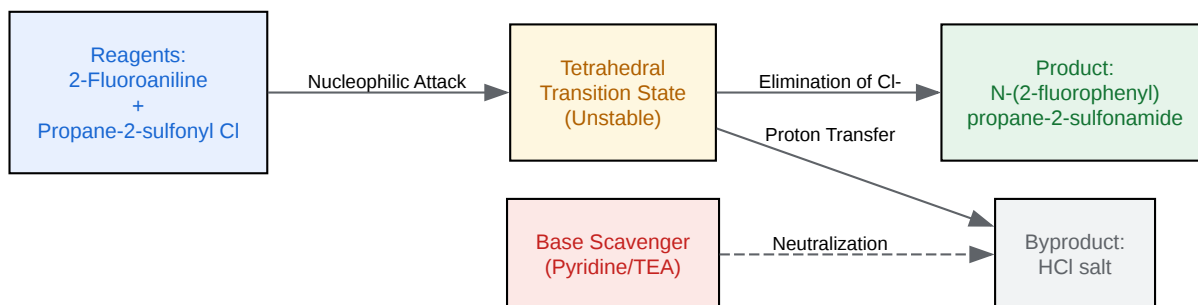 Reagents:
2-Fluoroaniline
+
Propane-2-sulfonyl Cl
Nucleophilic Attack
Tetrahedral
Transition State
(Unstable)
Elimination of Cl-
Product:
N-(2-fluorophenyl)
propane-2-sulfonamide
Proton Transfer
Base Scavenger
(Pyridine/TEA)
Neutralization
Byproduct:
HCl salt